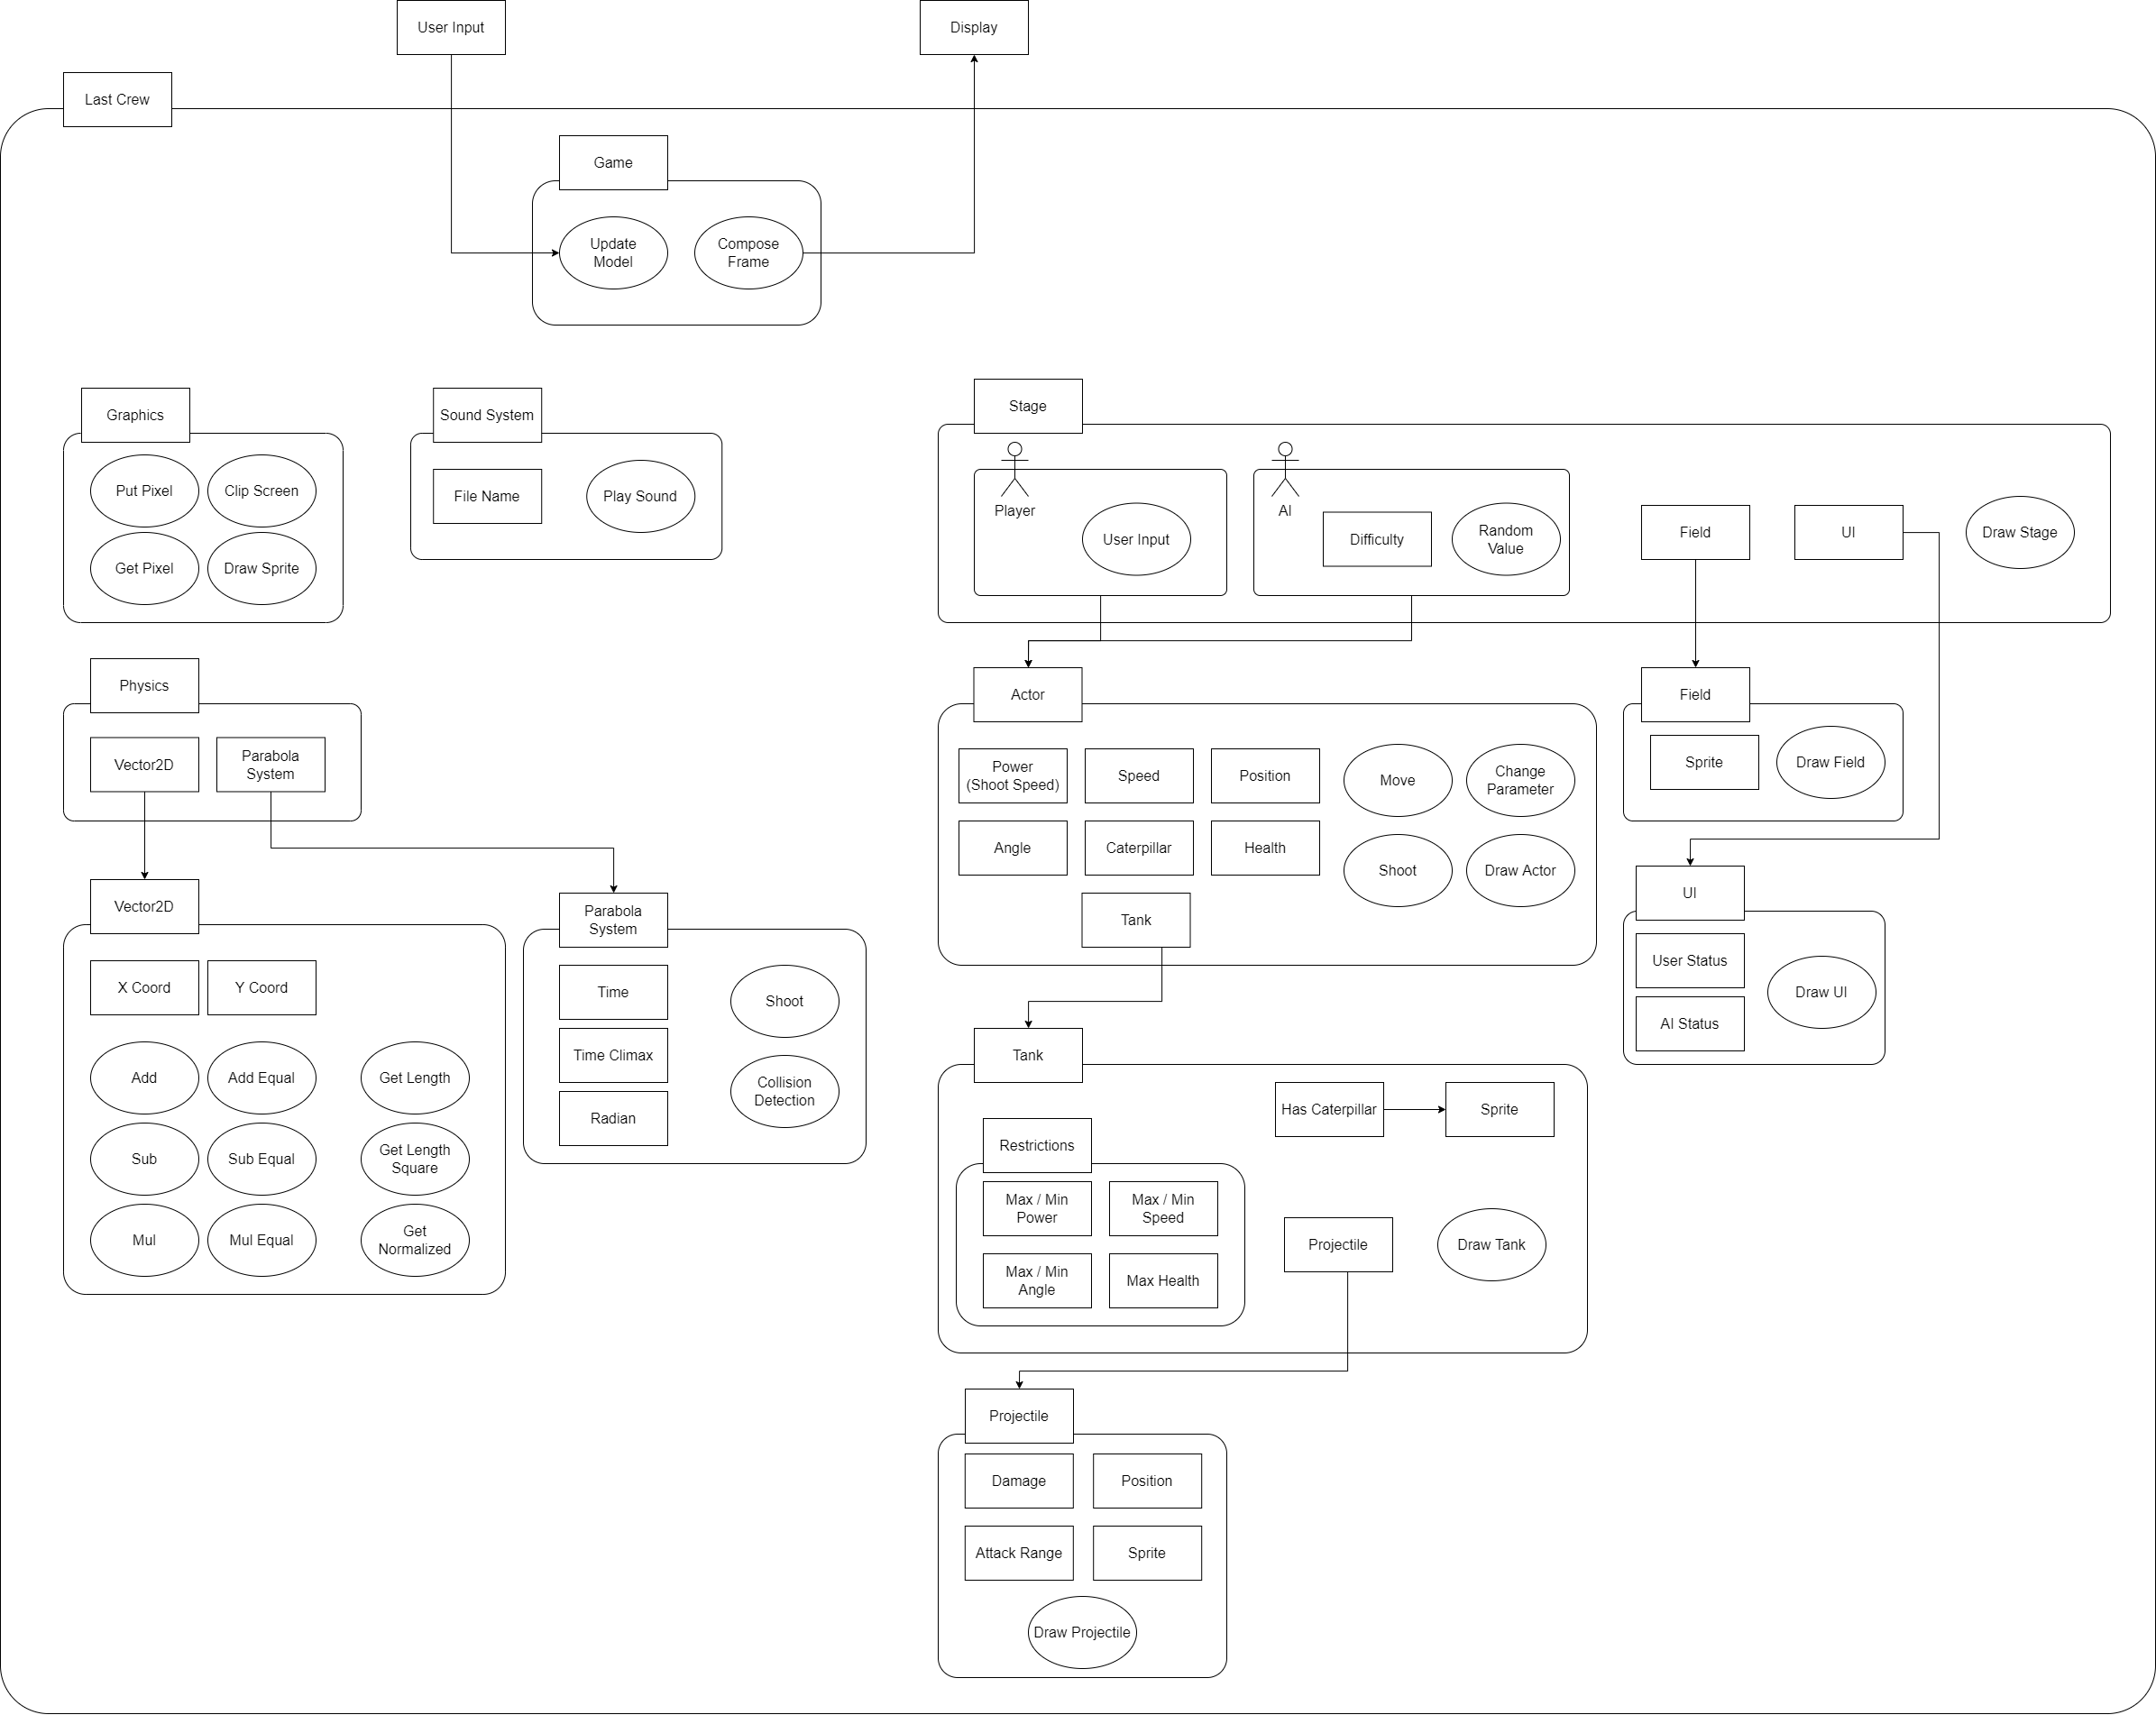 User Input
Display
Last Crew
Game
Update
Model
Compose
Frame
Graphics
Put Pixel
Clip Screen
Get Pixel
Draw Sprite
Sound System
File Name
Play Sound
Stage
Player
User Input
AI
Difficulty
Random
Value
Field
UI
Draw Stage
Physics
Vector2D
Parabola
System
Vector2D
X Coord
Y Coord
Add
Add Equal
Get Length
Sub
Sub Equal
Get Length
Square
Mul
Mul Equal
Get
Normalized
Parabola
System
Time
Time Climax
Radian
Shoot
Collision
Detection
Actor
Power
(Shoot Speed)
Speed
Position
Move
Change
Parameter
Angle
Caterpillar
Health
Shoot
Draw Actor
Tank
Field
Sprite
Draw Field
UI
User Status
AI Status
Draw UI
Tank
Has Caterpillar
Sprite
Restrictions
Max / Min
Power
Max / Min
Speed
Max / Min
Angle
Max Health
Projectile
Draw Tank
Projectile
Damage
Position
Attack Range
Sprite
Draw Projectile